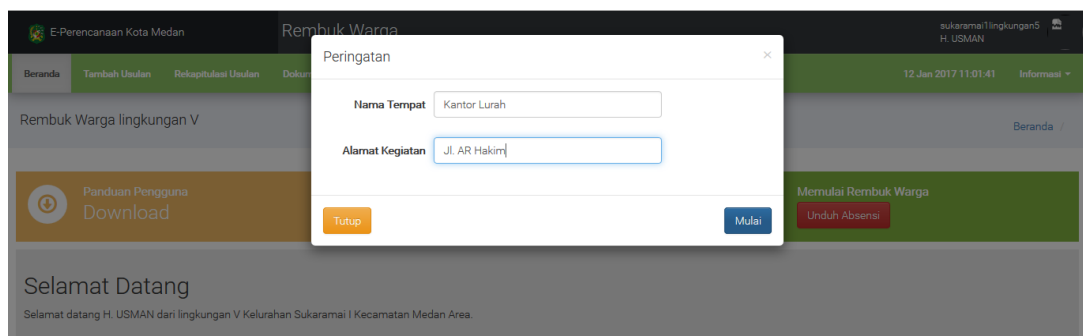 E-Perencanaan Kota Medan
Rembuk Warga
sukaramai1lingkungan5
H. USMAN
Beranda Tambah Usulan Rekapitulasi Usulan Dokum
12 Jan 2017 11:01:41 Informasi
Peringatan ×
Nama Tempat Kantor Lurah
Alamat Kegiatan Jl. AR Hakim
Tutup Mulai
Rembuk Warga lingkungan V
Beranda /
Panduan Pengguna
Download
Memulai Rembuk Warga
Unduh Absensi
Selamat Datang
Selamat datang H. USMAN dari lingkungan V Kelurahan Sukaramai I Kecamatan Medan Area.